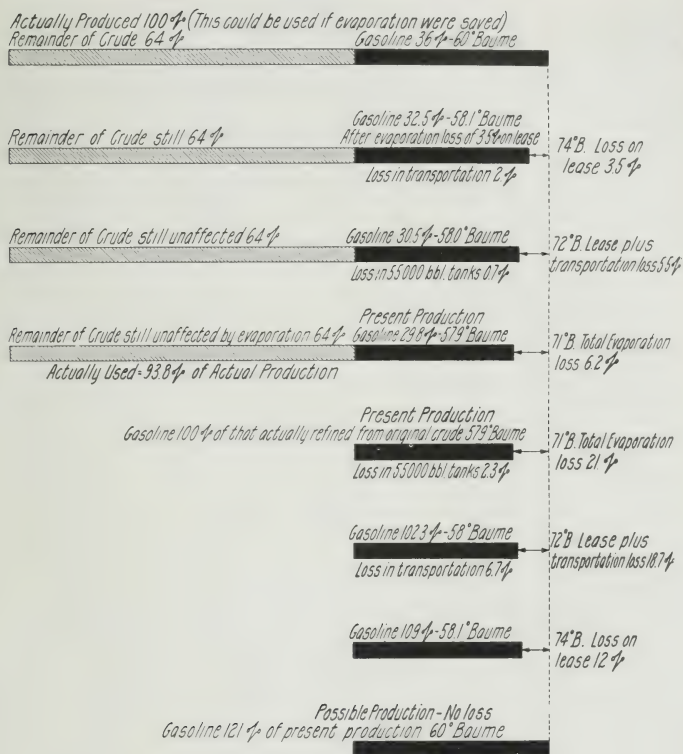 Actually Produced 100 % (This could be used if evaporation were saved)
Remainder of Crude 64 %
Gasoline 36 % - 60° Baume
Gasoline 32.5 % - 58.1° Baume
Remainder of Crude still 64 %
After evaporation loss of 3.5 % on lease
74° B. Loss on
lease 3.5 %
Loss in transportation 2 %
Remainder of Crude still unaffected 64 %
Gasoline 30.5 % - 58.0° Baume
72° B. Lease plus
transportation loss 5.5 %
Loss in 55000 bbl. tanks 0.7 %
Present Production
Remainder of Crude still unaffected by evaporation 64 %
Gasoline 29.8 % - 57.9° Baume
71° B. Total Evaporation
loss 6.2 %
Actually Used = 93.8 % of Actual Production
Present Production
Gasoline 100 % of that actually refined from original crude 57.9° Baume
71° B. Total Evaporation
loss 21 %
Loss in 55000 bbl. tanks 2.3 %
Gasoline 102.3 % - 58° Baume
72° B Lease plus
transportation loss 18.7 %
Loss in transportation 6.7 %
Gasoline 109 % - 58.1° Baume
74° B. Loss on
lease 12 %
Possible Production - No loss
Gasoline 121 % of present production 60° Baume